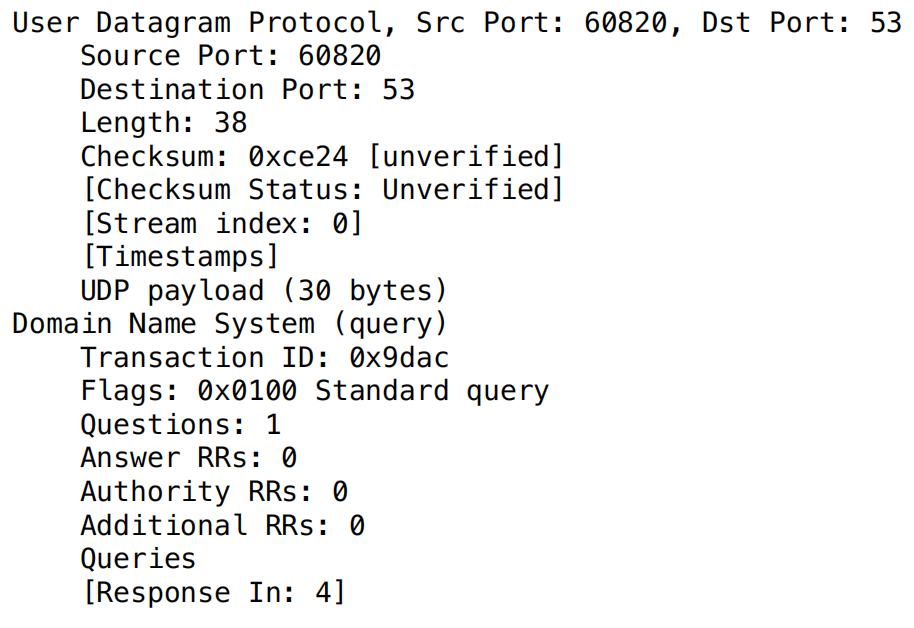 User Datagram Protocol, Src Port: 60820, Dst Port: 53
Source Port: 60820
Destination Port: 53
Length: 38
Checksum: 0xce24 [unverified]
[Checksum Status: Unverified]
[Stream index: 0]
[Timestamps]
UDP payload (30 bytes)
Domain Name System (query)
Transaction ID: 0x9dac
Flags: 0x0100 Standard query
Questions: 1
Answer RRs: 0
Authority RRs: 0
Additional RRs: 0
Queries
[Response In: 4]